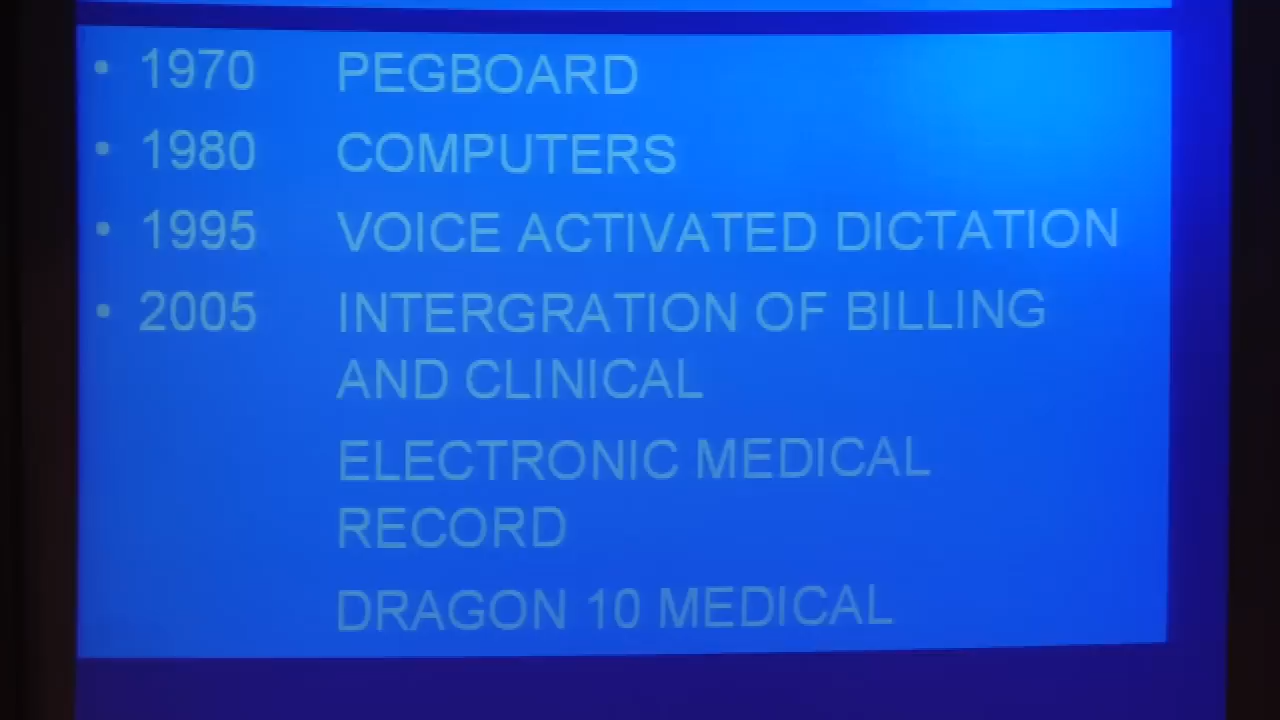 • 1970 PEGBOARD
• 1980 COMPUTERS
• 1995 VOICE ACTIVATED DICTATION
• 2005 INTERGRATION OF BILLING
AND CLINICAL
ELECTRONIC MEDICAL
RECORD
DRAGON 10 MEDICAL